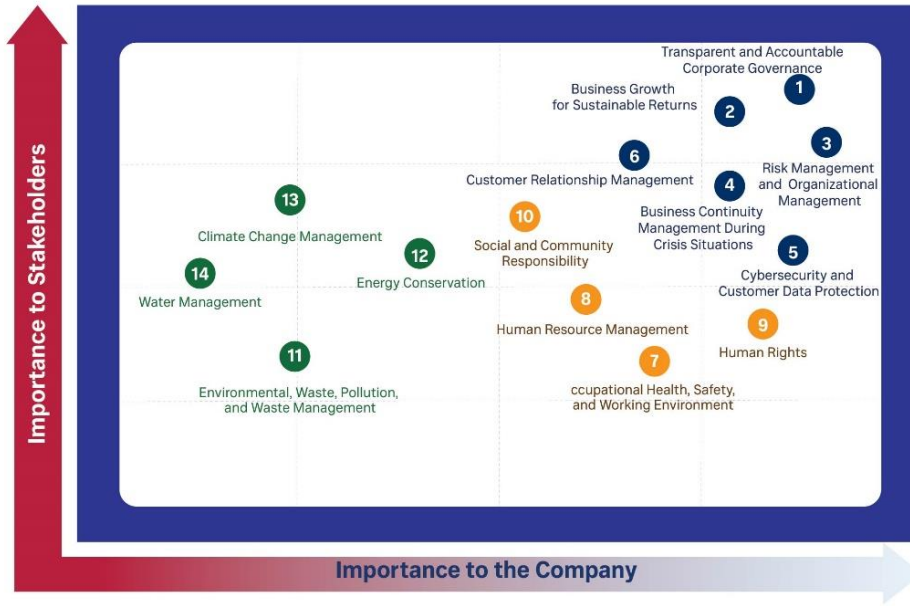 Importance to Stakeholders
Transparent and Accountable
Corporate Governance
1
Business Growth
for Sustainable Returns
2
3
Risk Management
and Organizational
Management
6
Customer Relationship Management
4
Business Continuity
Management During
Crisis Situations
13
Climate Change Management
10
Social and Community
Responsibility
5
Cybersecurity and
Customer Data Protection
12
Energy Conservation
14
Water Management
8
Human Resource Management
9
Human Rights
11
Environmental, Waste, Pollution,
and Waste Management
7
ccupational Health, Safety,
and Working Environment
Importance to the Company